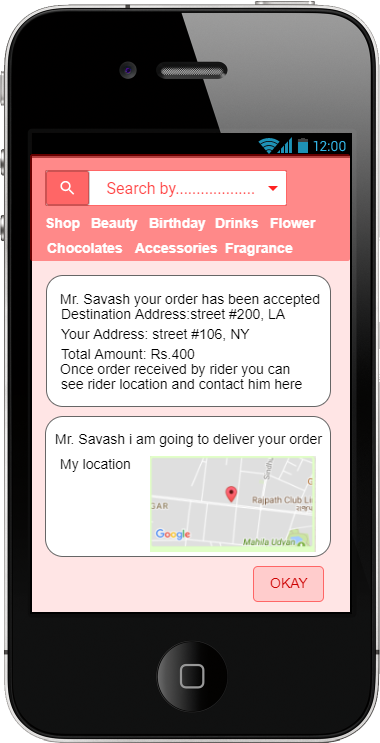 12:00
Search by...................
Shop Beauty Birthday Drinks Flower
Chocolates Accessories Fragrance
Mr. Savash your order has been accepted
Destination Address:street #200, LA
Your Address: street #106, NY
Total Amount: Rs.400
Once order received by rider you can
see rider location and contact him here
Mr. Savash i am going to deliver your order
My location
Rajpath Club
GAR
Google
Mahila Udyan
OKAY